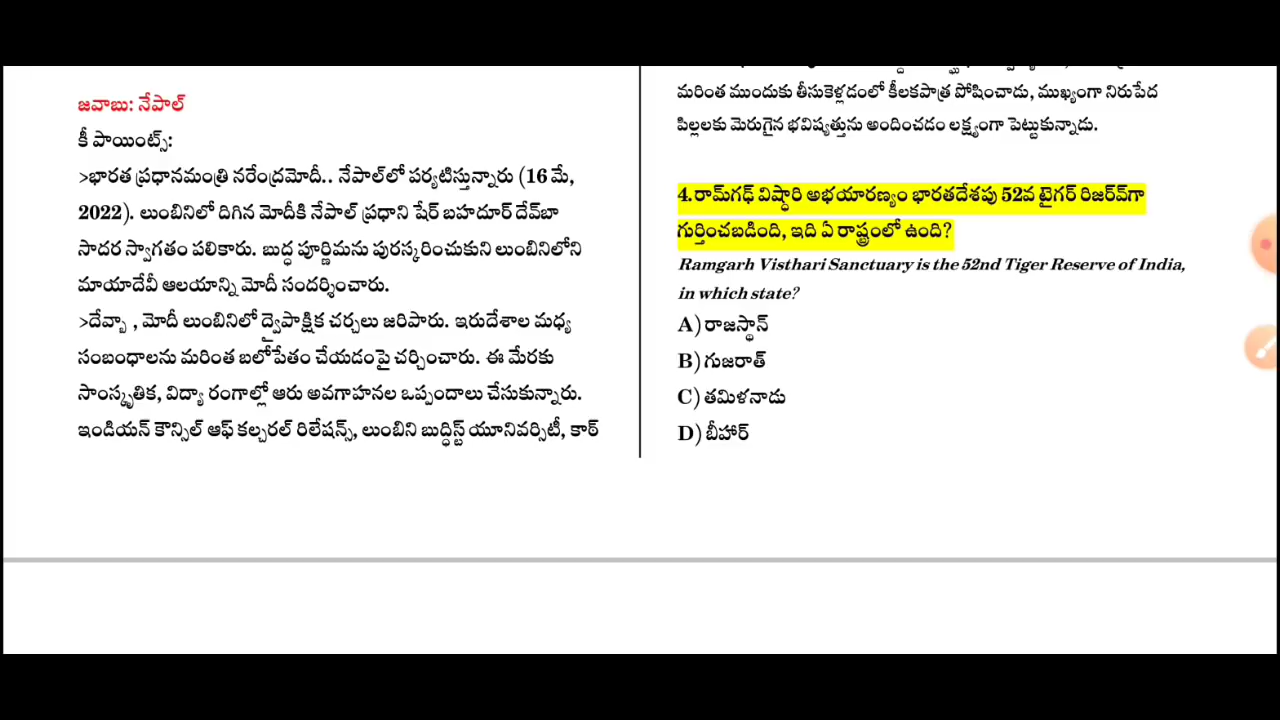 జవాబు: నేపాల్
కీ పాయింట్స్:
>భారత ప్రధానమంత్రి నరేంద్రమోదీ.. నేపాల్‌లో పర్యటిస్తున్నారు (16 మే,
2022). లుంబినిలో దిగిన మోదీకి నేపాల్ ప్రధాని షేర్ బహదూర్ దేవ్‌బా
సాదర స్వాగతం పలికారు. బుద్ధ పూర్ణిమను పురస్కరించుకుని లుంబినిలోని
మాయాదేవీ ఆలయాన్ని మోదీ సందర్శించారు.
>దేవ్బా , మోదీ లుంబినిలో ద్వైపాక్షిక చర్చలు జరిపారు. ఇరుదేశాల మధ్య
సంబంధాలను మరింత బలోపేతం చేయడంపై చర్చించారు. ఈ మేరకు
సాంస్కృతిక, విద్యా రంగాల్లో ఆరు అవగాహనల ఒప్పందాలు చేసుకున్నారు.
ఇండియన్ కౌన్సిల్ ఆఫ్ కల్చరల్ రిలేషన్స్, లుంబిని బుద్ధిస్ట్ యూనివర్సిటీ, కాఠ్
మరింత ముందుకు తీసుకెళ్లడంలో కీలకపాత్ర పోషించాడు, ముఖ్యంగా నిరుపేద
పిల్లలకు మెరుగైన భవిష్యత్తును అందించడం లక్ష్యంగా పెట్టుకున్నాడు.
4.రామ్‌గఢ్ విష్ధారి అభయారణ్యం భారతదేశపు 52వ టైగర్ రిజర్వ్‌గా
గుర్తించబడింది, ఇది ఏ రాష్ట్రంలో ఉంది?
Ramgarh Visthari Sanctuary is the 52nd Tiger Reserve of India,
in which state?
A) రాజస్థాన్
B) గుజరాత్
C) తమిళనాడు
D) బీహార్